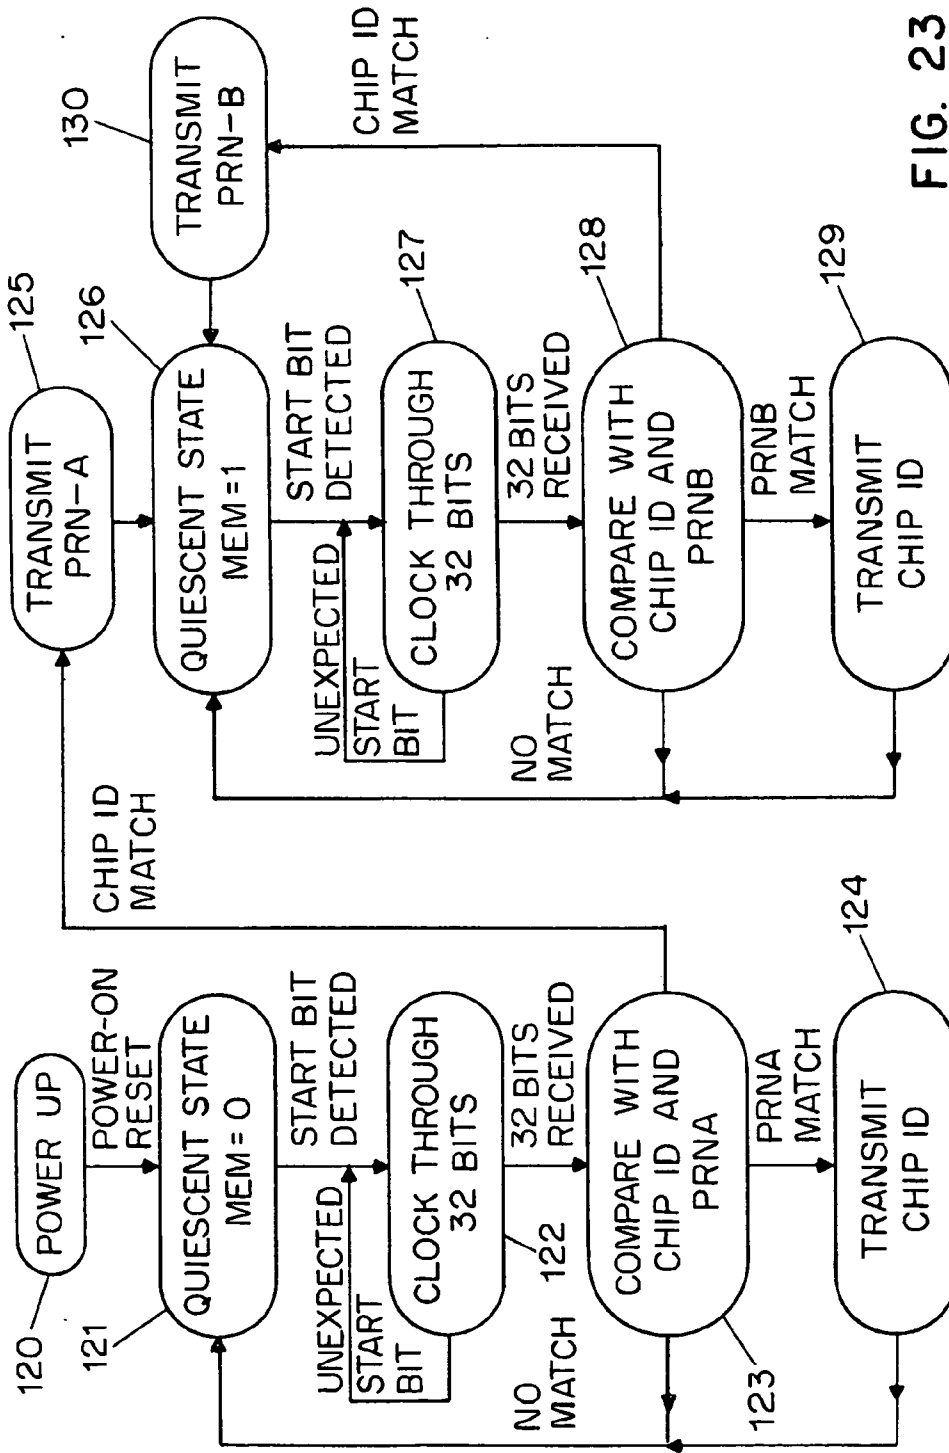 120
POWER UP
POWER-ON
RESET
121
QUIESCENT STATE
MEM=0
START BIT
DETECTED
UNEXPECTED
START
BIT
CLOCK THROUGH
32 BITS
122
32 BITS
RECEIVED
NO
MATCH
COMPARE WITH
CHIP ID AND
PRNA
123
PRNA
MATCH
TRANSMIT
CHIP ID
124
CHIP ID
MATCH
TRANSMIT
PRN-A
125
QUIESCENT STATE
MEM=1
126
START BIT
DETECTED
UNEXPECTED
START
BIT
CLOCK THROUGH
32 BITS
127
32 BITS
RECEIVED
NO
MATCH
COMPARE WITH
CHIP ID AND
PRNB
128
PRNB
MATCH
TRANSMIT
CHIP ID
129
TRANSMIT
PRN-B
130
CHIP ID
MATCH
FIG. 23